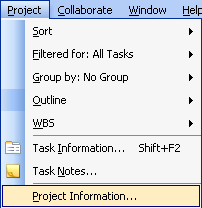 Project Collaborate Window Help
Sort
Filtered for: All Tasks
Group by: No Group
Outline
WBS
Task Information... Shift+F2
Task Notes...
Project Information...